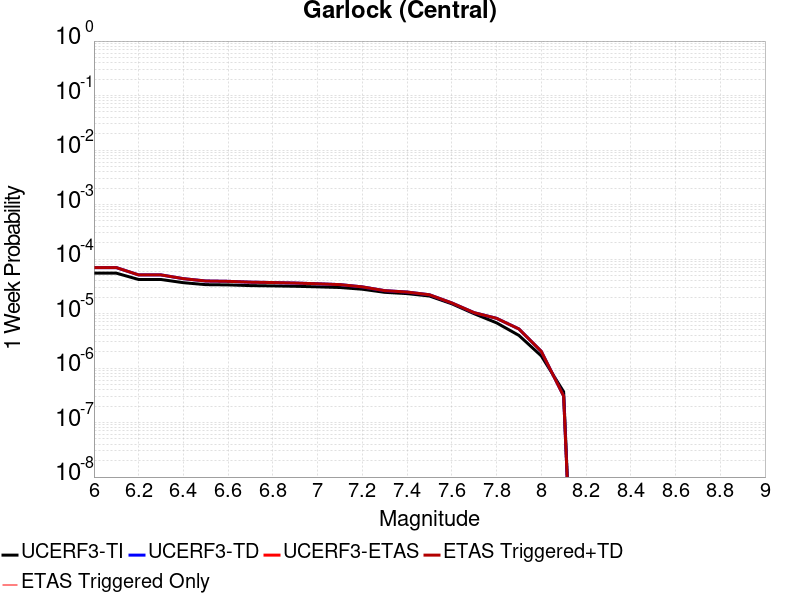 Garlock (Central)
10^0
10^-1
10^-2
10^-3
10^-4
10^-5
10^-6
10^-7
10^-8
1 Week Probability
6 6.2 6.4 6.6 6.8 7 7.2 7.4 7.6 7.8 8 8.2 8.4 8.6 8.8 9
Magnitude
UCERF3-TI UCERF3-TD UCERF3-ETAS ETAS Triggered+TD
ETAS Triggered Only